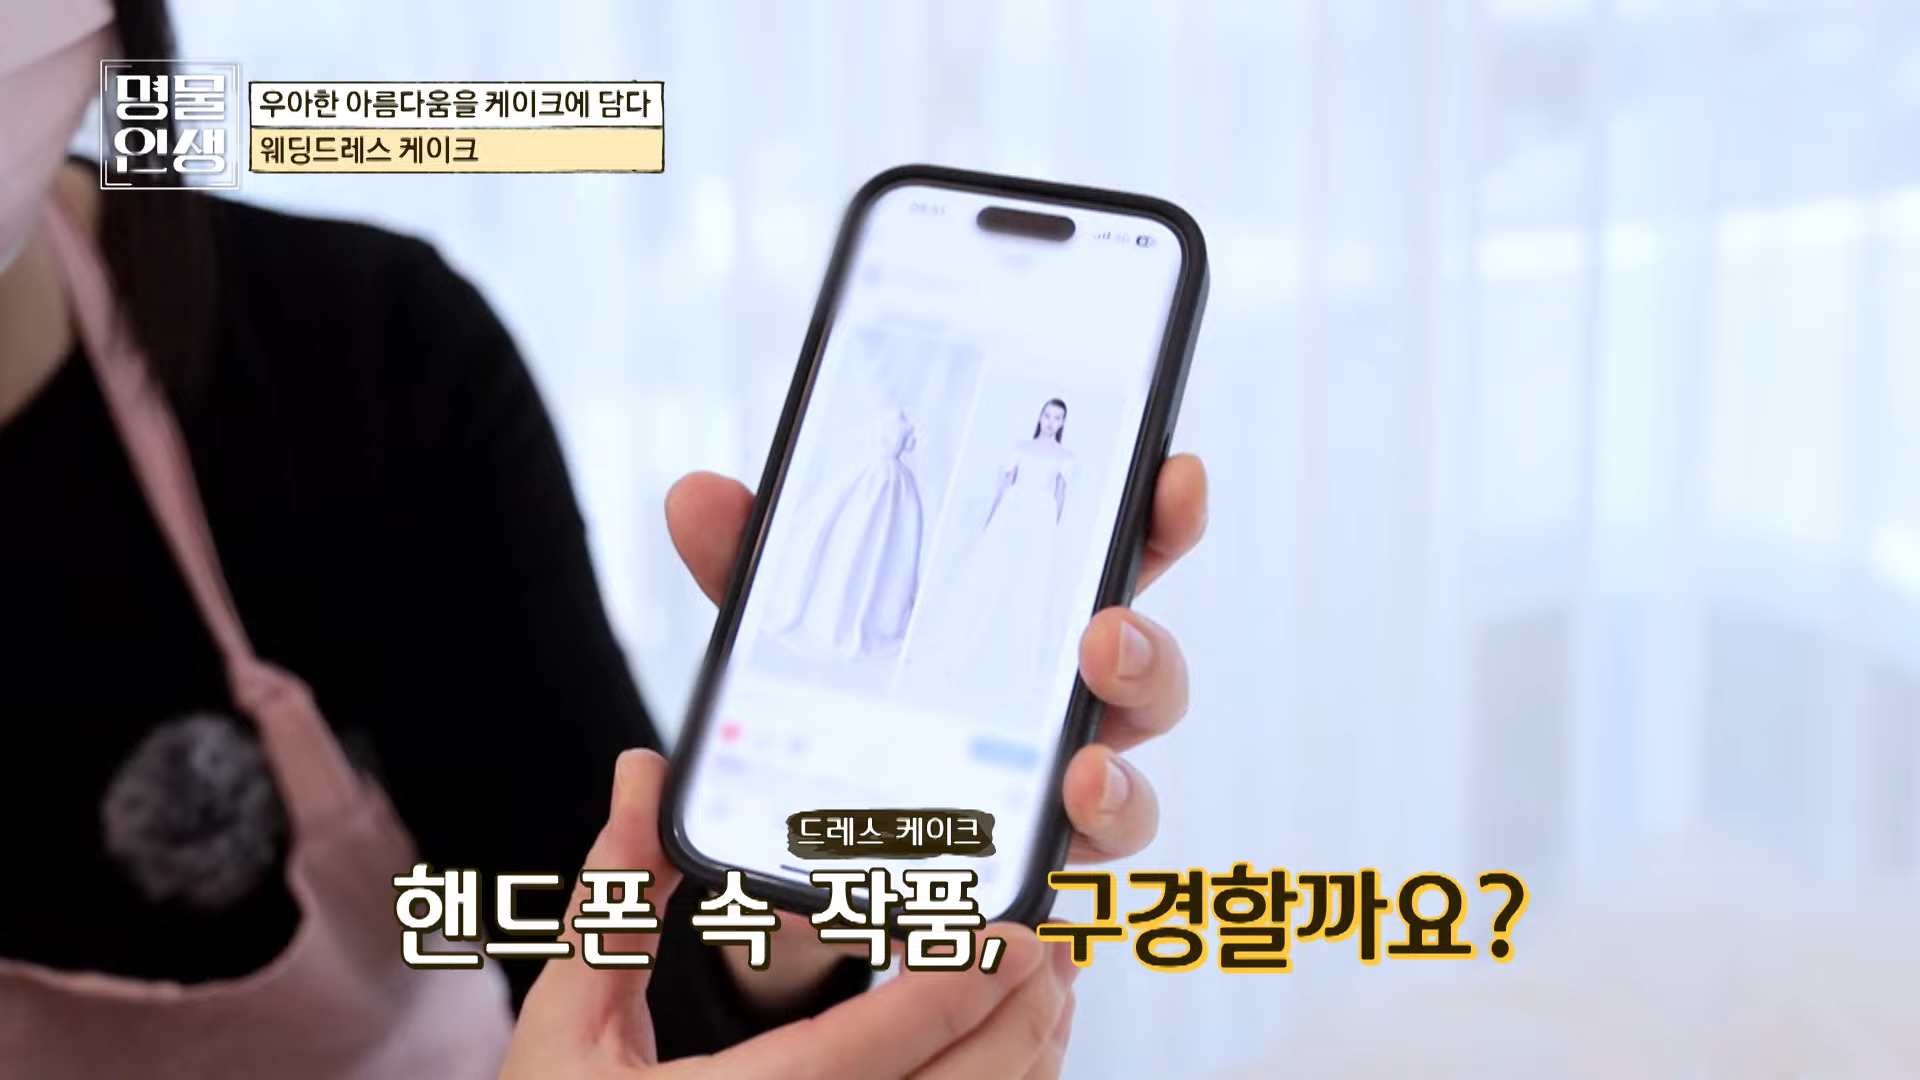 명물
인생
우아한 아름다움을 케이크에 담다
웨딩드레스 케이크
드레스 케이크
핸드폰 속 작품, 구경할까요?